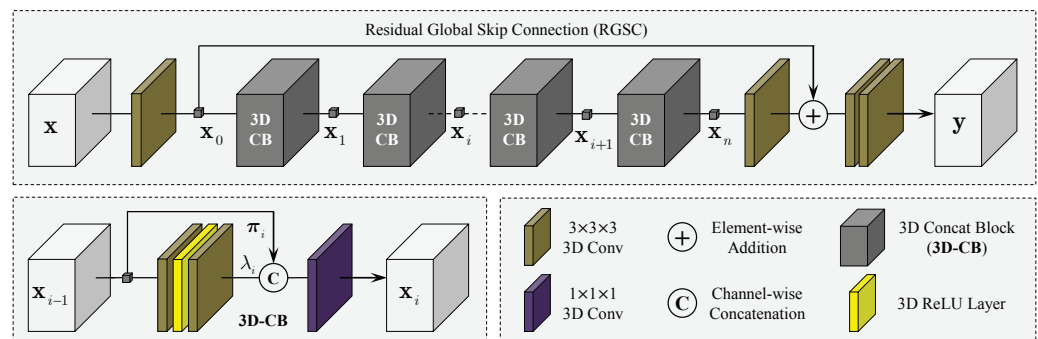 Residual Global Skip Connection (RGSC)
x
x₀
3D CB
x₁
3D CB
xᵢ
3D CB
xᵢ₊₁
3D CB
xₙ
+
y
xᵢ₋₁
πᵢ
λᵢ
C
3D-CB
xᵢ
3×3×3
3D Conv
+
Element-wise
Addition
3D Concat Block
(3D-CB)
1×1×1
3D Conv
C
Channel-wise
Concatenation
3D ReLU Layer